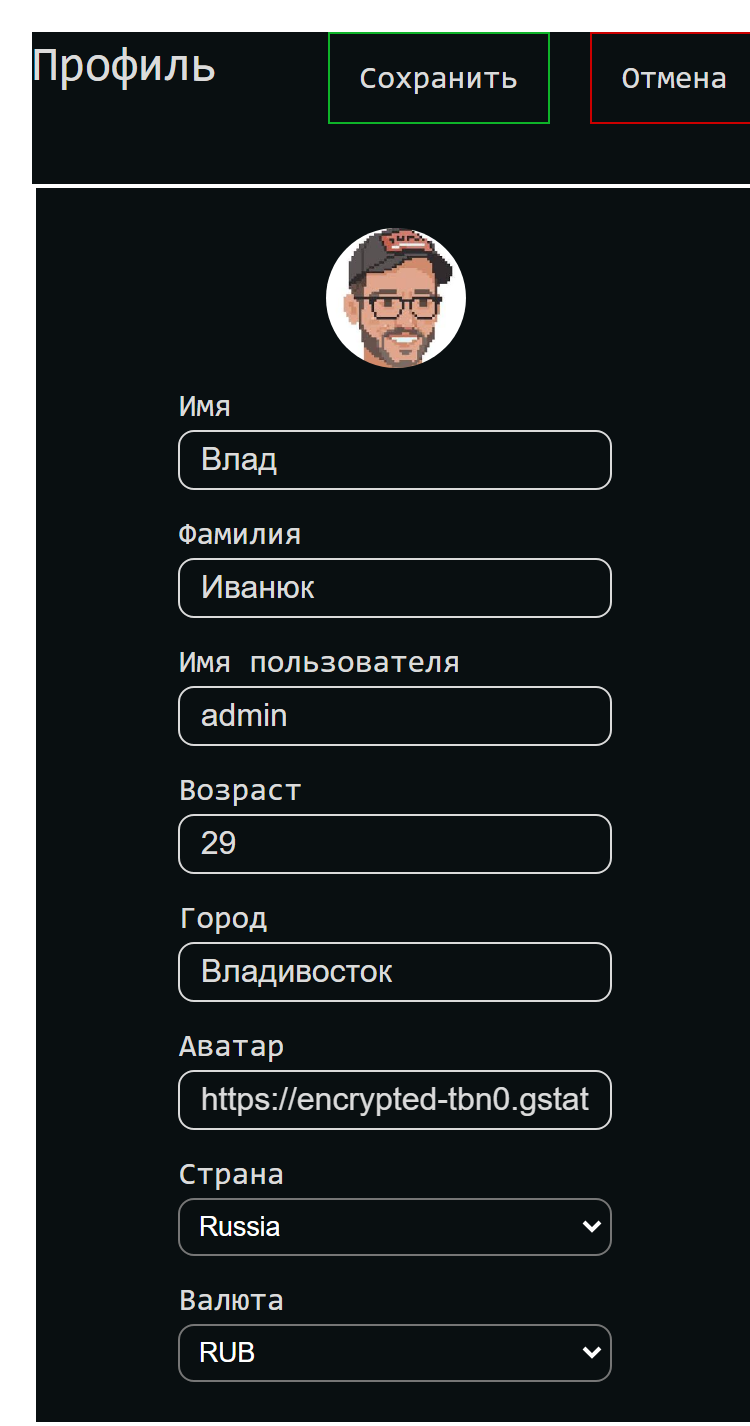 Профиль
Сохранить
Отмена
Имя
Влад
Фамилия
Иванюк
Имя пользователя
admin
Возраст
29
Город
Владивосток
Аватар
https://encrypted-tbn0.gstat
Страна
Russia
Валюта
RUB